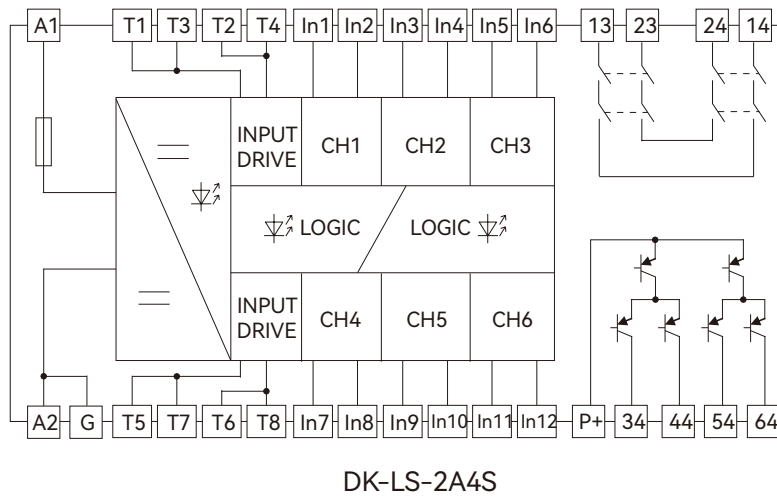 A1 T1 T3 T2 T4 In1 In2 In3 In4 In5 In6 13 23 24 14
INPUT
DRIVE
CH1 CH2 CH3
LOGIC LOGIC
INPUT
DRIVE
CH4 CH5 CH6
A2 G T5 T7 T6 T8 In7 In8 In9 In10 In11 In12 P+ 34 44 54 64
DK-LS-2A4S